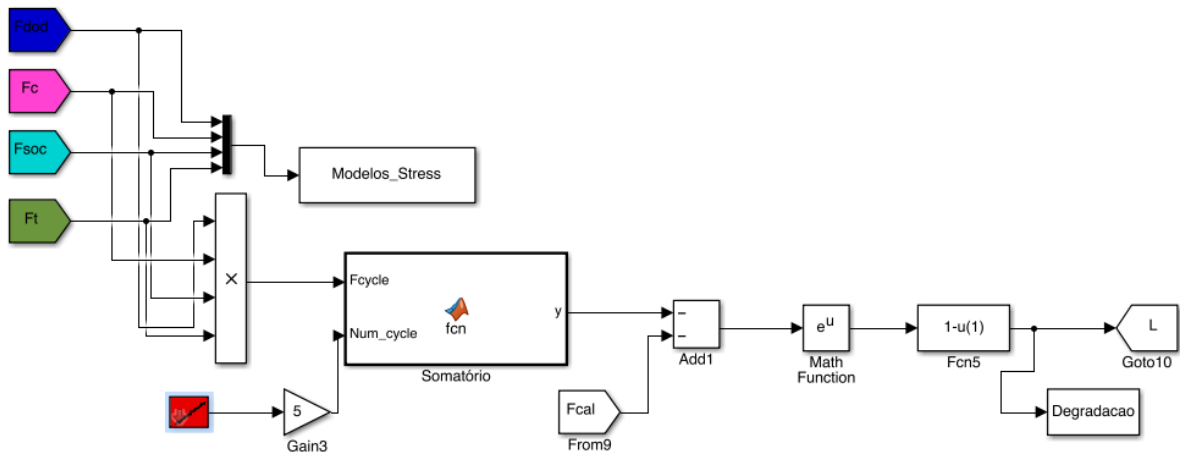 Fdod
Fc
Fsoc
Modelos_Stress
Ft
×
Fcycle
fcn
y
Num_cycle
Somatório
5
Gain3
Fcal
From9
−
−
Add1
e^u
Math
Function
1-u(1)
Fcn5
L
Goto10
Degradacao